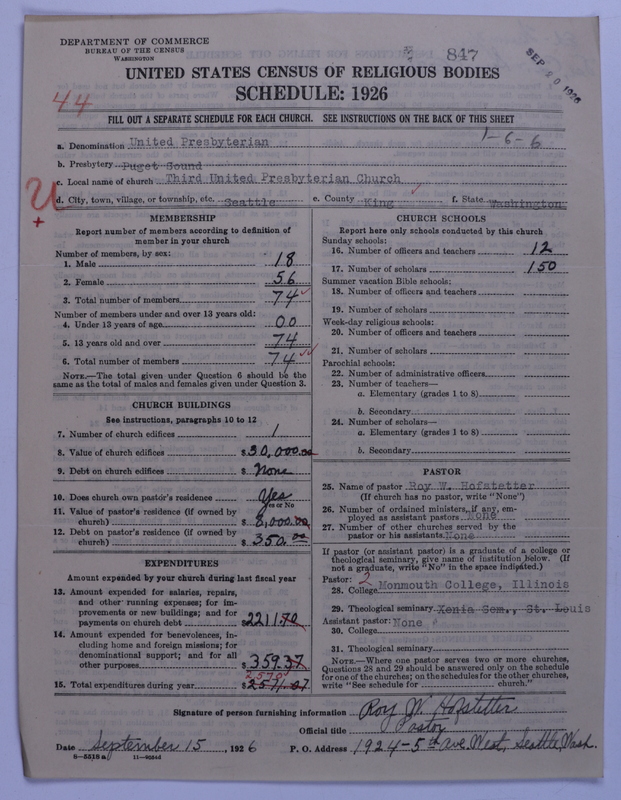 DEPARTMENT OF COMMERCE
BUREAU OF THE CENSUS
WASHINGTON
847
SEP 20 1926
UNITED STATES CENSUS OF RELIGIOUS BODIES
SCHEDULE: 1926
44
FILL OUT A SEPARATE SCHEDULE FOR EACH CHURCH. SEE INSTRUCTIONS ON THE BACK OF THIS SHEET
1-6-6
a. Denomination United Presbyterian
b. Presbytery Puget Sound
c. Local name of church Third United Presbyterian Church
d. City, town, village, or township, etc. Seattle e. County King f. State Washington
MEMBERSHIP
Report number of members according to definition of
member in your church
Number of members, by sex:
1. Male 18
2. Female 56
3. Total number of members 74
Number of members under and over 13 years old:
4. Under 13 years of age 00
5. 13 years old and over 74
6. Total number of members 74
NOTE.—The total given under Question 6 should be the
same as the total of males and females given under Question 3.
CHURCH BUILDINGS
See instructions, paragraphs 10 to 12
7. Number of church edifices 1
8. Value of church edifices $ 30,000.00
9. Debt on church edifices $ None
10. Does church own pastor's residence Yes
Yes or No
11. Value of pastor's residence (if owned by
church) $ 8,000.00
12. Debt on pastor's residence (if owned by
church) $ 350.00
EXPENDITURES
Amount expended by your church during last fiscal year
13. Amount expended for salaries, repairs,
and other running expenses; for im-
provements or new buildings; and for
payments on church debt $ 2211.70
14. Amount expended for benevolences, in-
cluding home and foreign missions; for
denominational support; and for all
other purposes $ 359.37
2570
15. Total expenditures during year $ 2571.07
CHURCH SCHOOLS
Report here only schools conducted by this church
Sunday schools:
16. Number of officers and teachers 12
17. Number of scholars 150
Summer vacation Bible schools:
18. Number of officers and teachers
19. Number of scholars
Week-day religious schools:
20. Number of officers and teachers
21. Number of scholars
Parochial schools:
22. Number of administrative officers
23. Number of teachers—
a. Elementary (grades 1 to 8)
b. Secondary
24. Number of scholars—
a. Elementary (grades 1 to 8)
b. Secondary
PASTOR
25. Name of pastor Roy W. Hofstetter
(If church has no pastor, write "None")
26. Number of ordained ministers, if any, em-
ployed as assistant pastors None
27. Number of other churches served by the
pastor or his assistants None
If pastor (or assistant pastor) is a graduate of a college or
theological seminary, give name of institution below. (If
not a graduate, write "No" in the space indicated.)
Pastor: 2
28. College Monmouth College, Illinois
29. Theological seminary Xenia Sem., St. Louis
Assistant pastor: None
30. College
31. Theological seminary
NOTE.—Where one pastor serves two or more churches,
Questions 28 and 29 should be answered only on the schedule
for one of the churches; on the schedules for the other churches,
write "See schedule for church."
Signature of person furnishing information Roy W. Hofstetter
Official title Pastor
Date September 15, 1926 P. O. Address 1924-5th Ave. West, Seattle Wash.